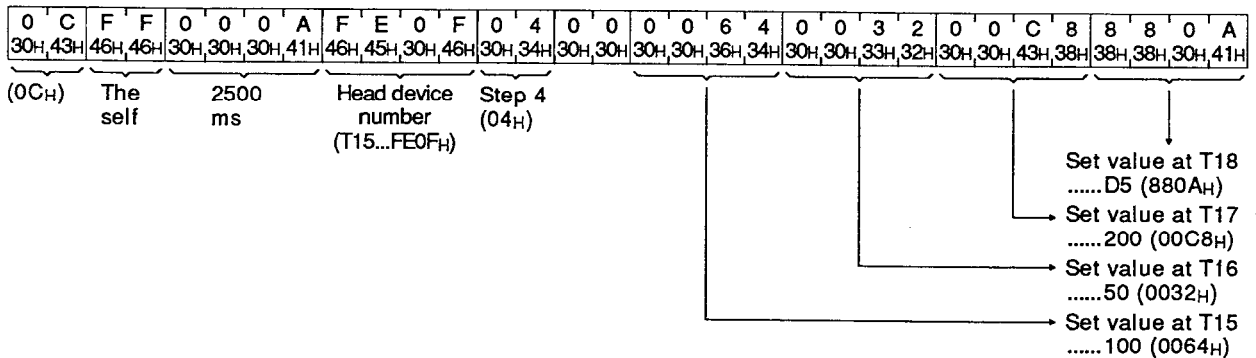 0 C F F 0 0 0 A F E 0 F 0 4 0 0 0 0 6 4 0 0 3 2 0 0 C 8 8 8 0 A
30H,43H 46H,46H 30H,30H,30H,41H 46H,45H,30H,46H 30H,34H 30H,30H 30H,30H,36H,34H 30H,30H,33H,32H 30H,30H,43H,38H 38H,38H,30H,41H
(0CH) The self 2500 ms Head device number (T15...FE0FH) Step 4 (04H)
Set value at T18
......D5 (880AH)
Set value at T17
......200 (00C8H)
Set value at T16
......50 (0032H)
Set value at T15
......100 (0064H)